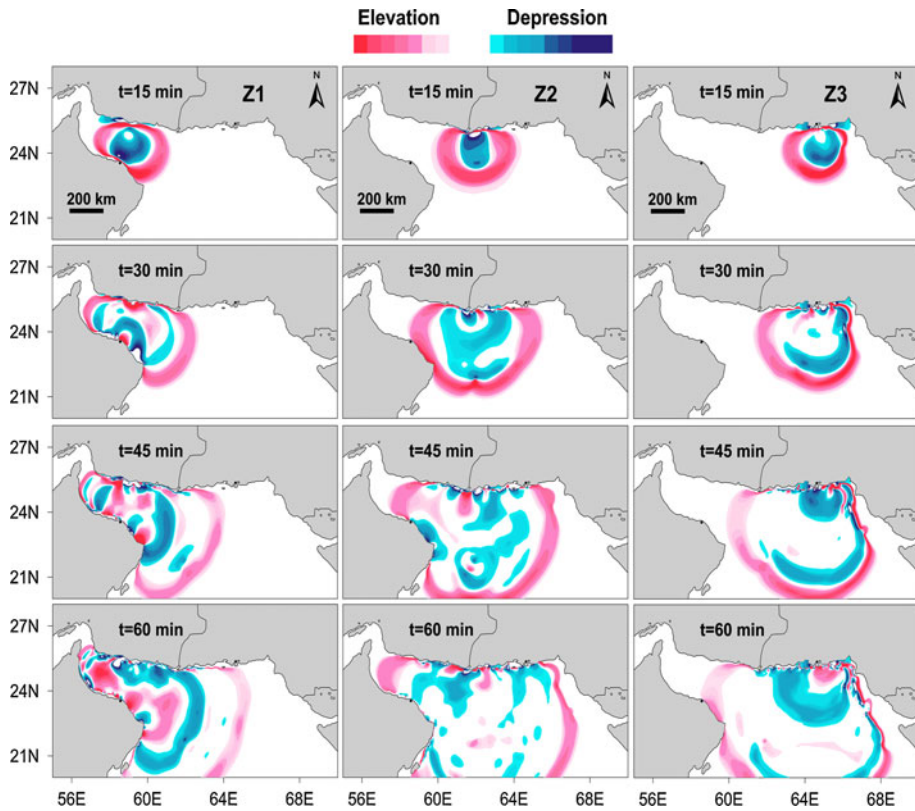 Elevation Depression
27N t=15 min Z1 N t=15 min Z2 N t=15 min Z3 N
24N
200 km 200 km 200 km
21N
27N t=30 min t=30 min t=30 min
24N
21N
27N t=45 min t=45 min t=45 min
24N
21N
27N t=60 min t=60 min t=60 min
24N
21N
56E 60E 64E 68E 60E 64E 68E 60E 64E 68E